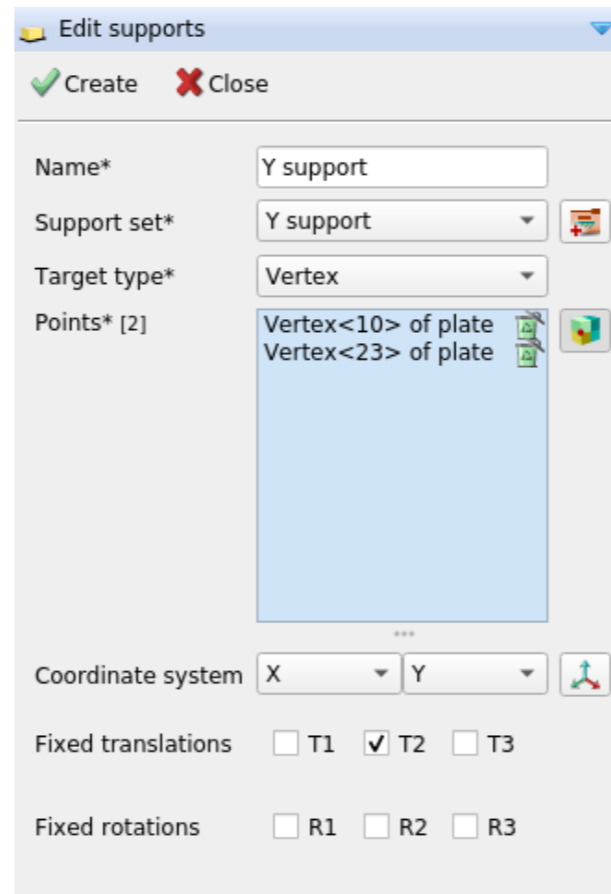 Edit supports
Create Close
Name* Y support
Support set* Y support
Target type* Vertex
Points* [2] Vertex<10> of plate
Vertex<23> of plate
Coordinate system X Y
Fixed translations T1 T2 T3
Fixed rotations R1 R2 R3